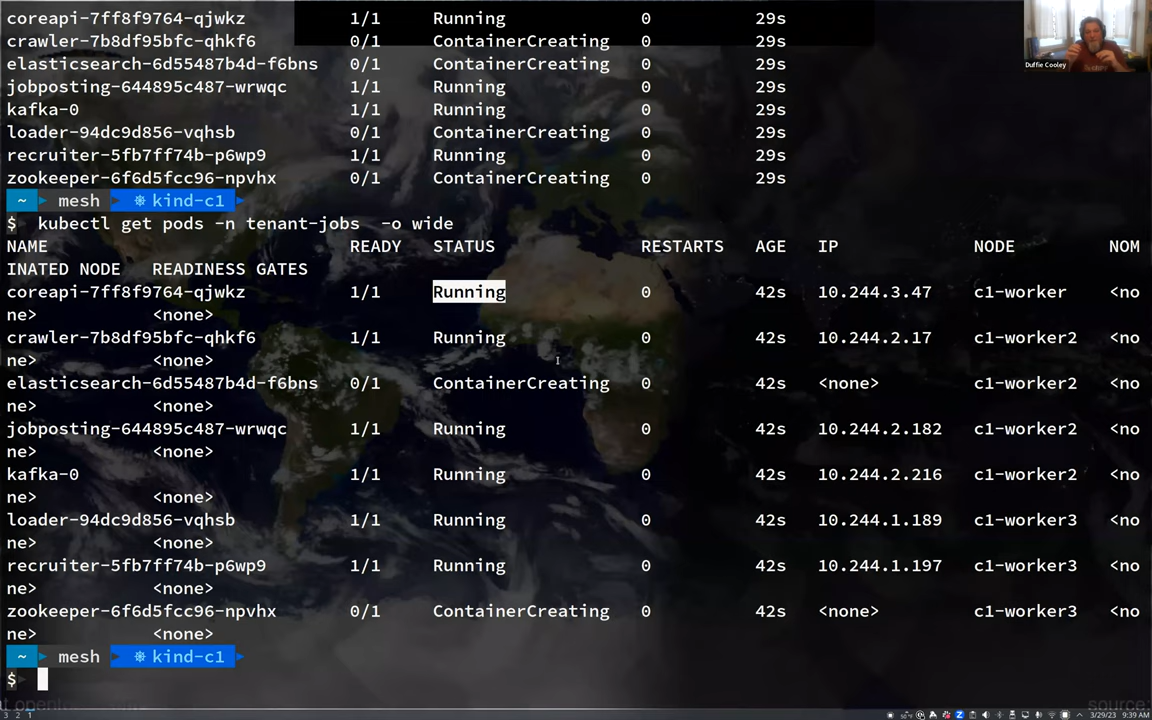 coreapi-7ff8f9764-qjwkz 1/1 Running 0 29s
crawler-7b8df95bfc-qhkf6 0/1 ContainerCreating 0 29s
elasticsearch-6d55487b4d-f6bns 0/1 ContainerCreating 0 29s
jobposting-644895c487-wrwqc 1/1 Running 0 29s
kafka-0 1/1 Running 0 29s
loader-94dc9d856-vqhsb 0/1 ContainerCreating 0 29s
recruiter-5fb7ff74b-p6wp9 1/1 Running 0 29s
zookeeper-6f6d5fcc96-npvhx 0/1 ContainerCreating 0 29s
Duffie Cooley
~ mesh ⎈ kind-c1
$ kubectl get pods -n tenant-jobs -o wide
NAME READY STATUS RESTARTS AGE IP NODE NOM
INATED NODE READINESS GATES
coreapi-7ff8f9764-qjwkz 1/1 Running 0 42s 10.244.3.47 c1-worker <no
ne> <none>
crawler-7b8df95bfc-qhkf6 1/1 Running 0 42s 10.244.2.17 c1-worker2 <no
ne> <none>
elasticsearch-6d55487b4d-f6bns 0/1 ContainerCreating 0 42s <none> c1-worker2 <no
ne> <none>
jobposting-644895c487-wrwqc 1/1 Running 0 42s 10.244.2.182 c1-worker2 <no
ne> <none>
kafka-0 1/1 Running 0 42s 10.244.2.216 c1-worker2 <no
ne> <none>
loader-94dc9d856-vqhsb 1/1 Running 0 42s 10.244.1.189 c1-worker3 <no
ne> <none>
recruiter-5fb7ff74b-p6wp9 1/1 Running 0 42s 10.244.1.197 c1-worker3 <no
ne> <none>
zookeeper-6f6d5fcc96-npvhx 0/1 ContainerCreating 0 42s <none> c1-worker3 <no
ne> <none>
~ mesh ⎈ kind-c1
$
source:
3 2 1
3/29/23 9:39 AM